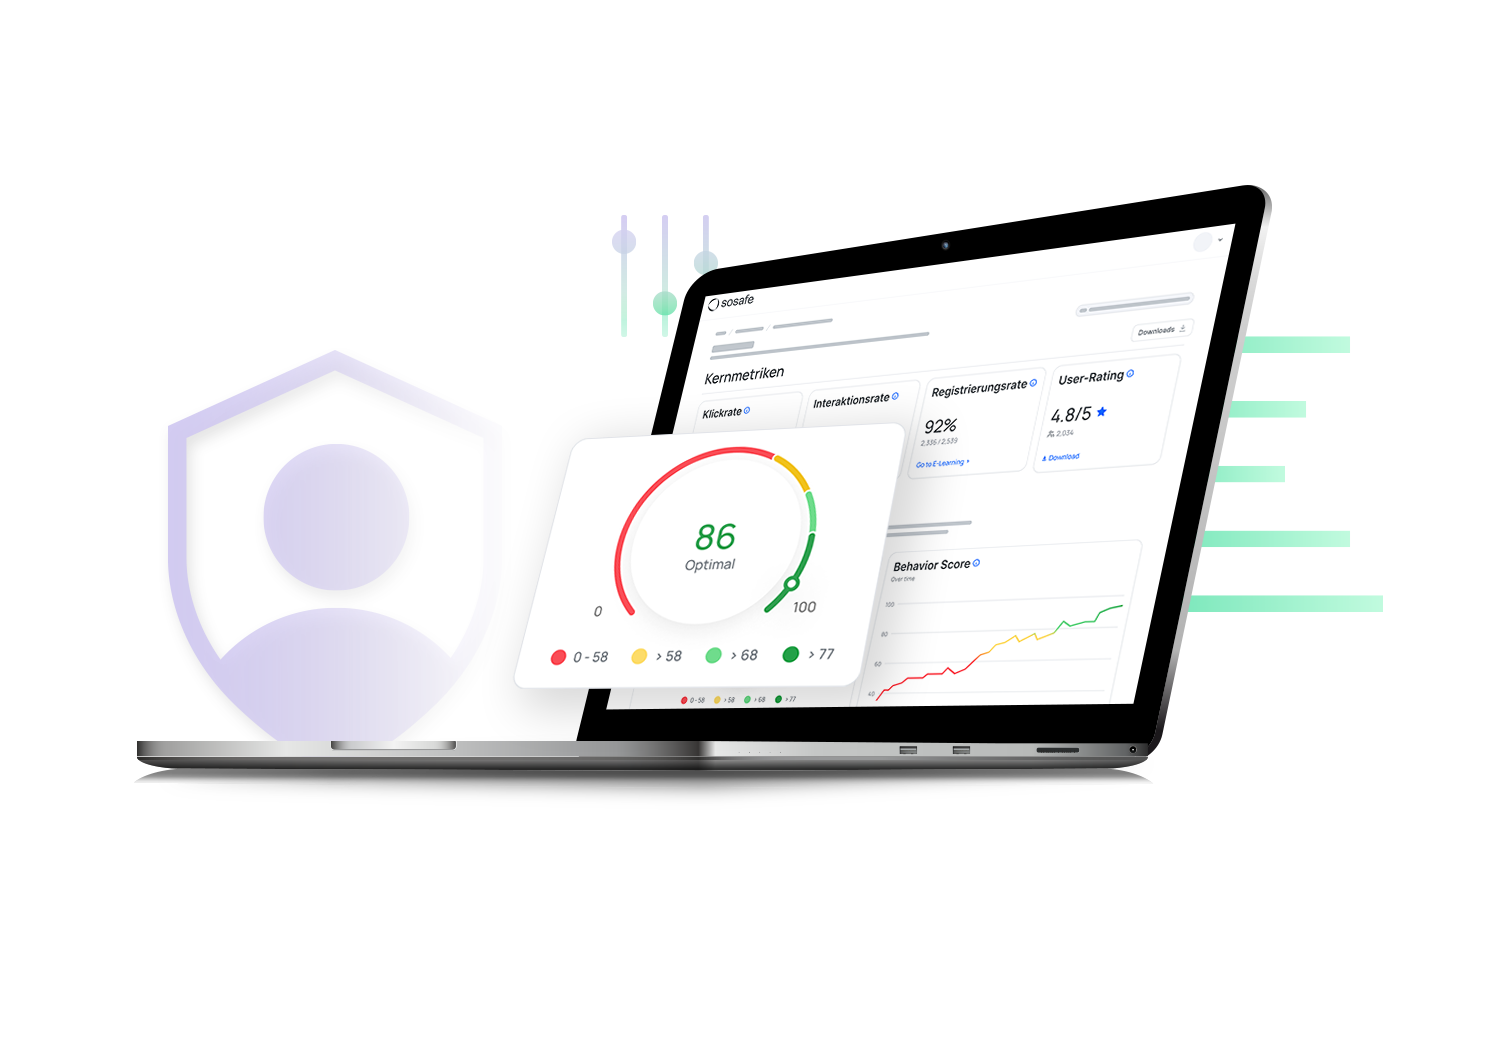 sosafe
Downloads
Kernmetriken
Klickrate
Interaktionsrate
Registrierungsrate
92%
2,336 / 2,539
Go to E-Learning
User-Rating
4.8/5
2,034
Download
86
Optimal
0
100
0 - 58
> 58
> 68
> 77
Behavior Score
Over time
100
80
60
40
0-58
> 58
> 68
> 77